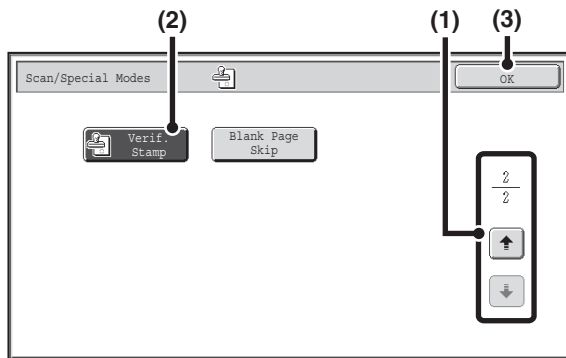 (2) (1) (3)
Scan/Special Modes OK
Verif.
Stamp
Blank Page
Skip
2
2